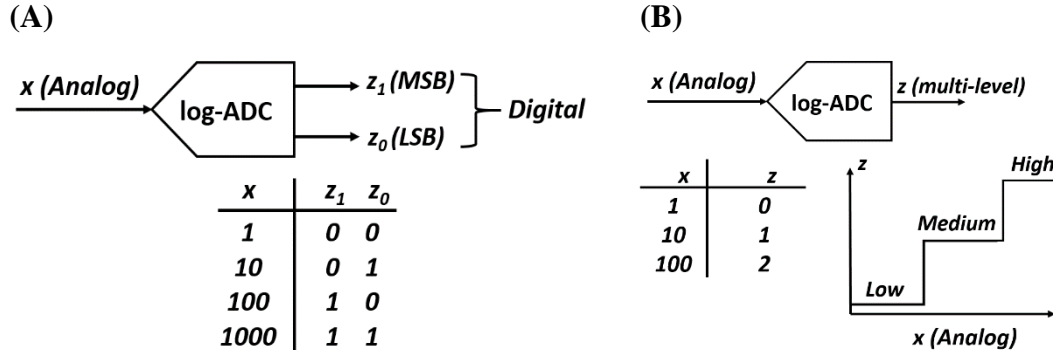 (A)
x (Analog)
log-ADC
z1 (MSB)
z0 (LSB)
Digital
x z1 z0
1 0 0
10 0 1
100 1 0
1000 1 1
(B)
x (Analog)
log-ADC
z (multi-level)
x z
1 0
10 1
100 2
z
High
Medium
Low
x (Analog)